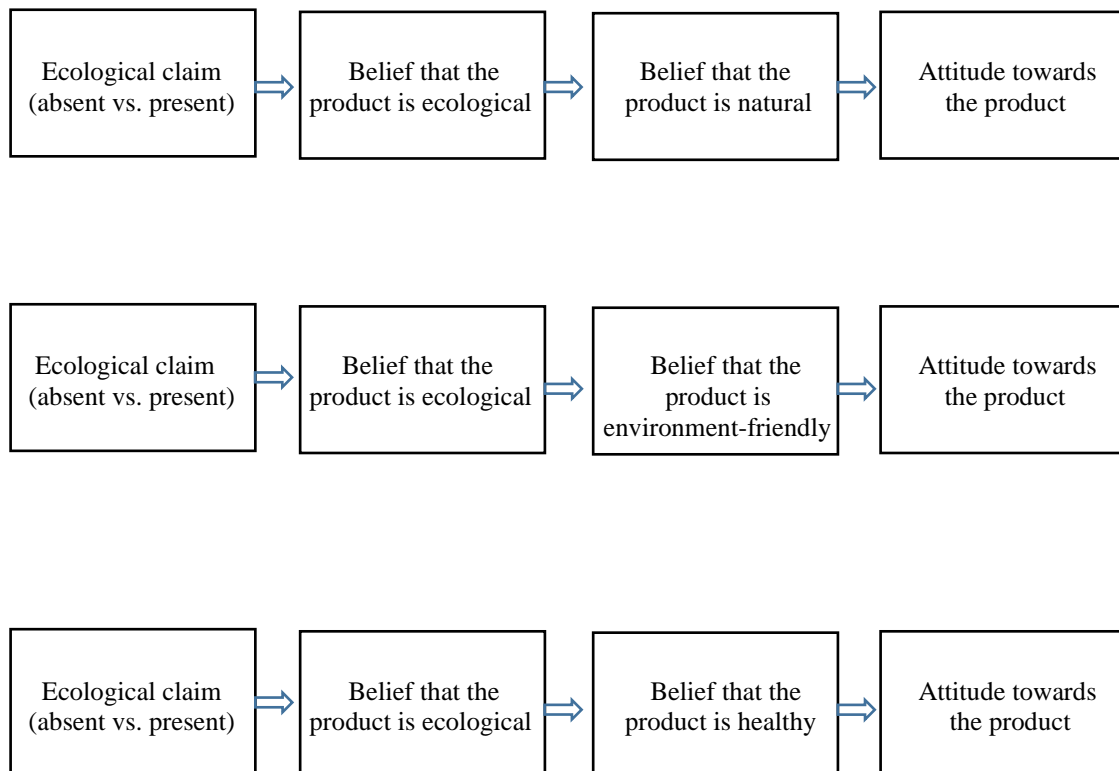 Ecological claim
(absent vs. present)
Belief that the
product is ecological
Belief that the
product is natural
Attitude towards
the product
Ecological claim
(absent vs. present)
Belief that the
product is ecological
Belief that the
product is
environment-friendly
Attitude towards
the product
Ecological claim
(absent vs. present)
Belief that the
product is ecological
Belief that the
product is healthy
Attitude towards
the product